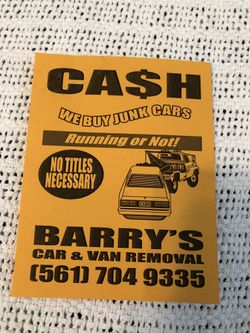 CA$H
WE BUY JUNK CARS
Running or Not!
NO TITLES
NECESSARY
BARRY'S
CAR & VAN REMOVAL
(561) 704 9335